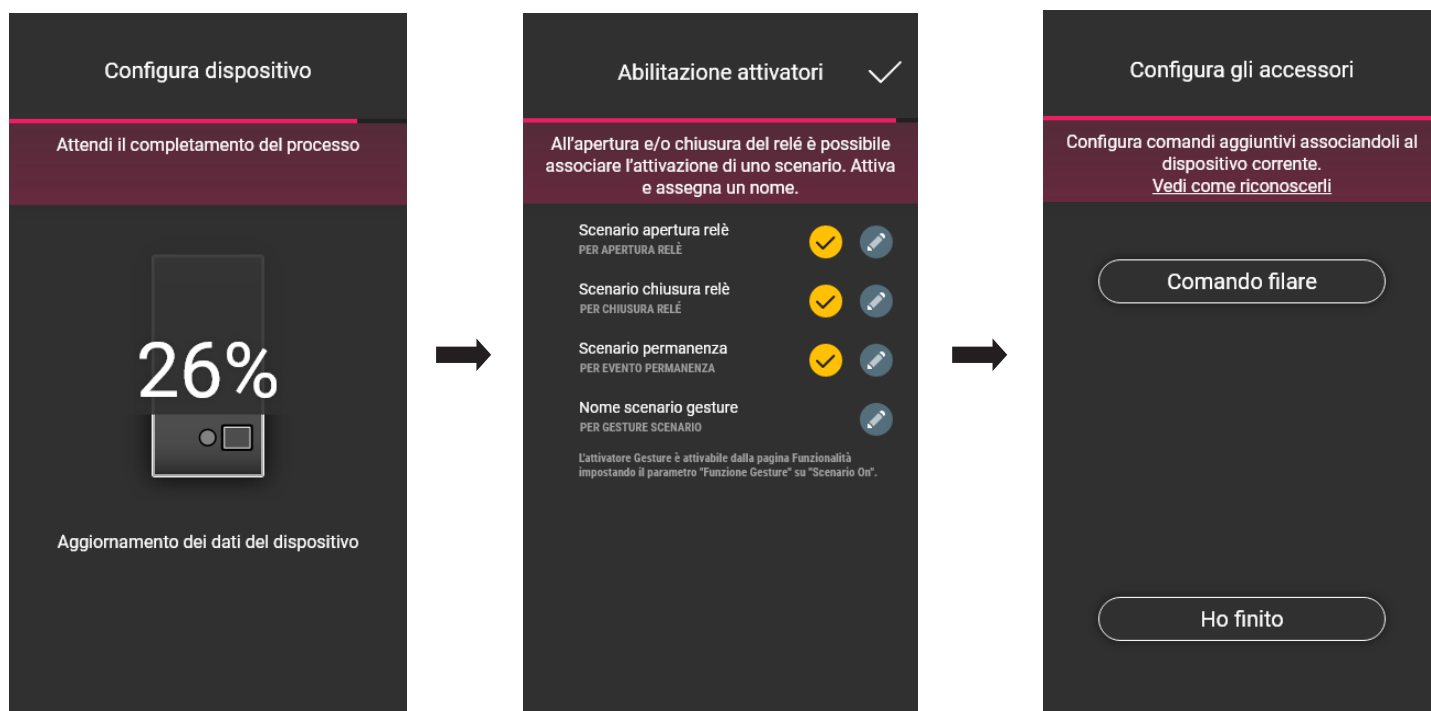 Configura dispositivo
Attendi il completamento del processo
26%
Aggiornamento dei dati del dispositivo
Abilitazione attivatori
All'apertura e/o chiusura del relé è possibile
associare l'attivazione di uno scenario. Attiva
e assegna un nome.
Scenario apertura relè
PER APERTURA RELÈ
Scenario chiusura relè
PER CHIUSURA RELÉ
Scenario permanenza
PER EVENTO PERMANENZA
Nome scenario gesture
PER GESTURE SCENARIO
L'attivatore Gesture è attivabile dalla pagina Funzionalità
impostando il parametro "Funzione Gesture" su "Scenario On".
Configura gli accessori
Configura comandi aggiuntivi associandoli al
dispositivo corrente.
Vedi come riconoscerli
Comando filare
Ho finito